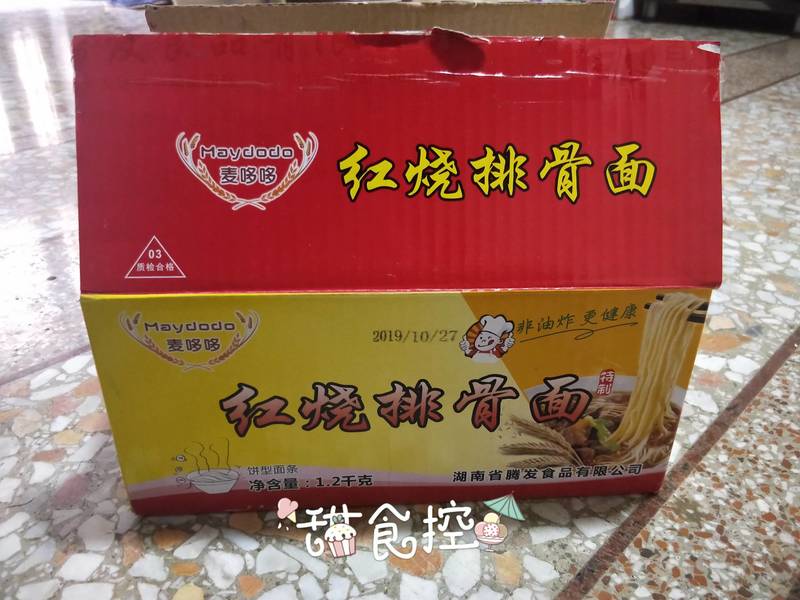 Maydodo
麦哆哆
红烧排骨面
03
质检合格
Maydodo
麦哆哆
2019/10/27
非油炸 更健康
红烧排骨面
特制
饼型面条
净含量：1.2千克
湖南省腾发食品有限公司
甜食控